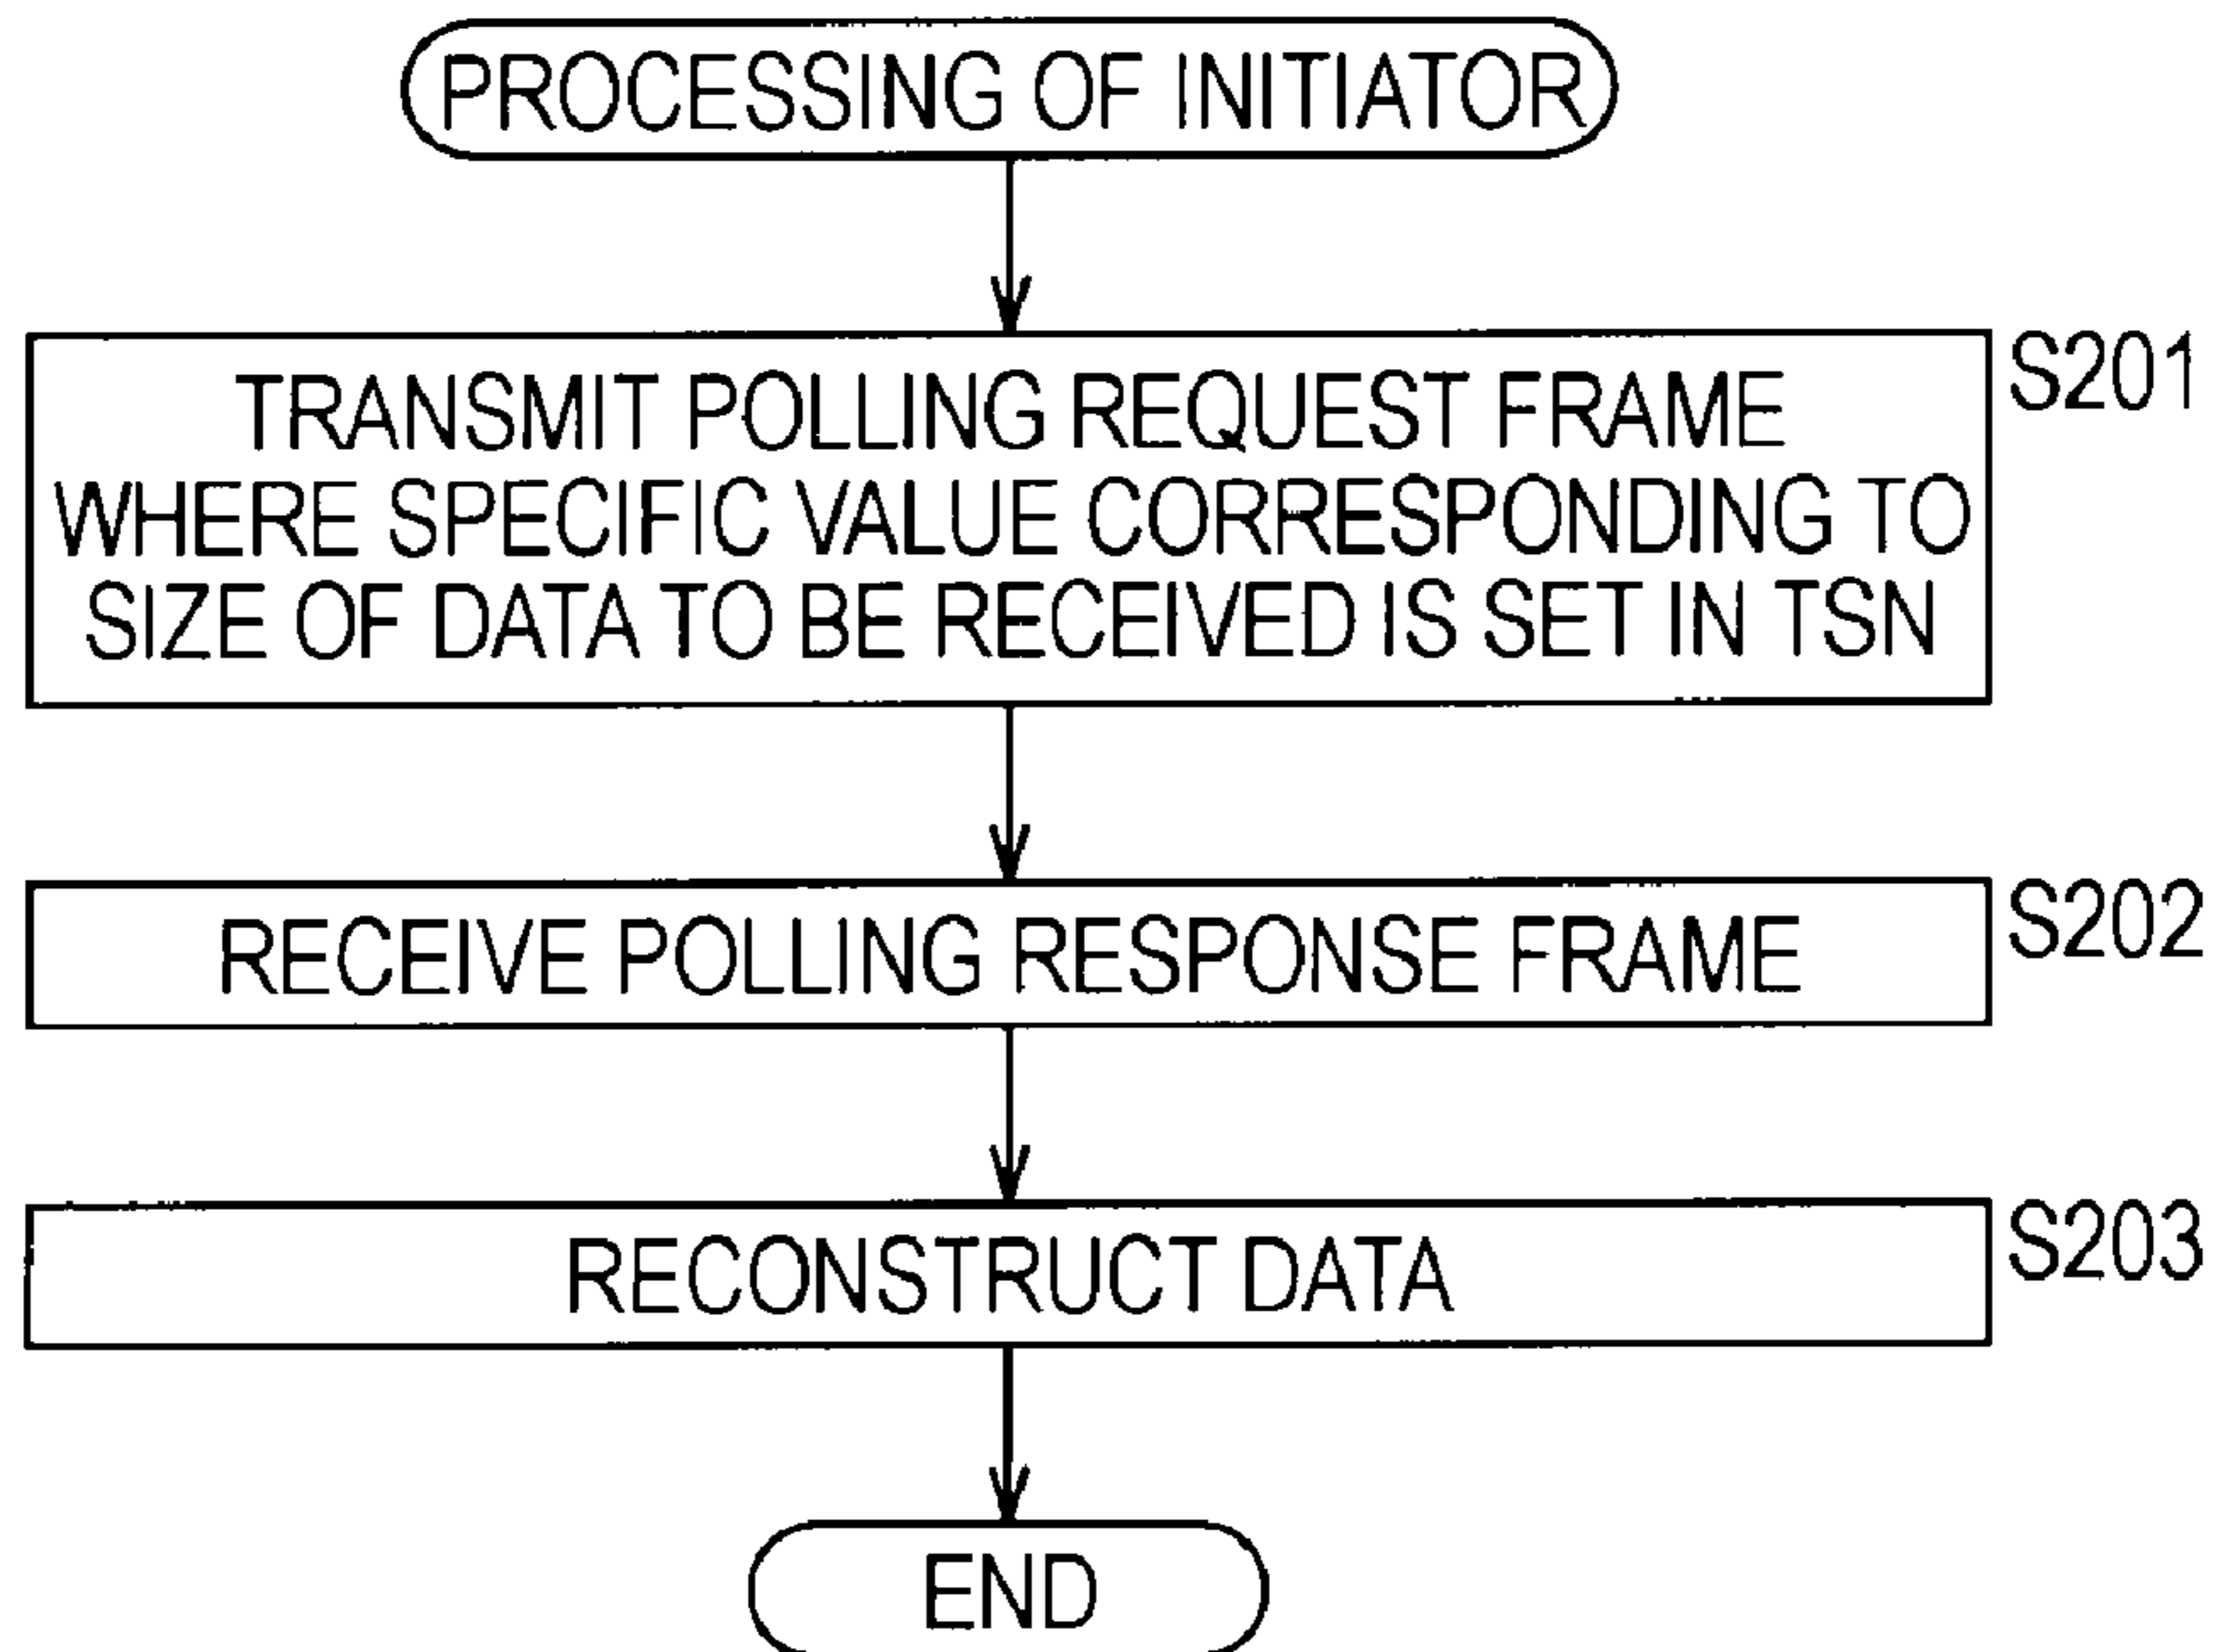 PROCESSING OF INITIATOR
TRANSMIT POLLING REQUEST FRAME
WHERE SPECIFIC VALUE CORRESPONDING TO
SIZE OF DATA TO BE RECEIVED IS SET IN TSN
S201
RECEIVE POLLING RESPONSE FRAME
S202
RECONSTRUCT DATA
S203
END